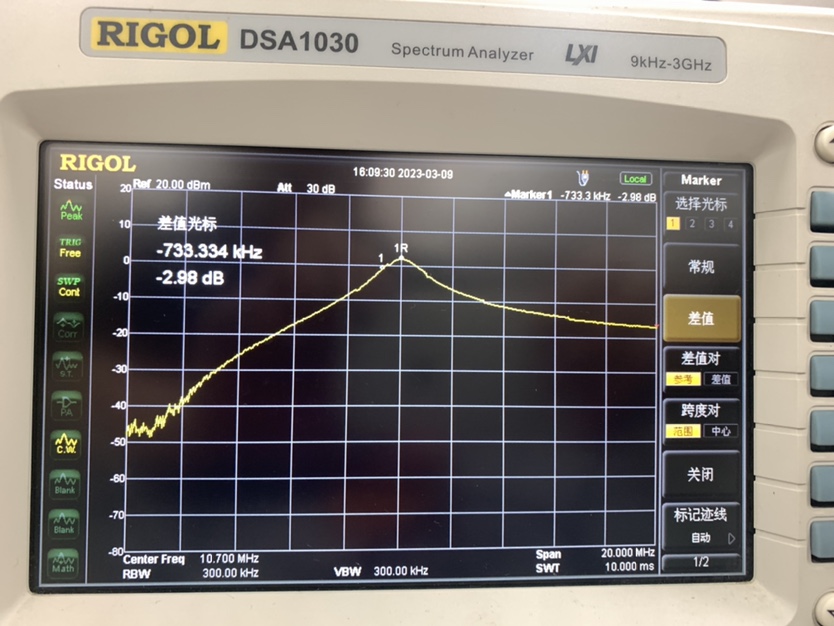 RIGOL DSA1030 Spectrum Analyzer LXI 9kHz-3GHz
RIGOL
16:09:30 2023-03-09
Local
Status
Ref 20.00 dBm
Att 30 dB
Marker1 -733.3 kHz -2.98 dB
差值光标
-733.334 kHz
-2.98 dB
1
1R
20
10
0
-10
-20
-30
-40
-50
-60
-70
-80
Peak
TRIG
Free
SWP
Cont
Corr
S.T.
PA
C.W.
Blank
Blank
Math
Center Freq 10.700 MHz
Span 20.000 MHz
RBW 300.00 kHz
VBW 300.00 kHz
SWT 10.000 ms
Marker
选择光标
1 2 3 4
常规
差值
差值对
参考 差值
跨度对
范围 中心
关闭
标记迹线
自动
1/2